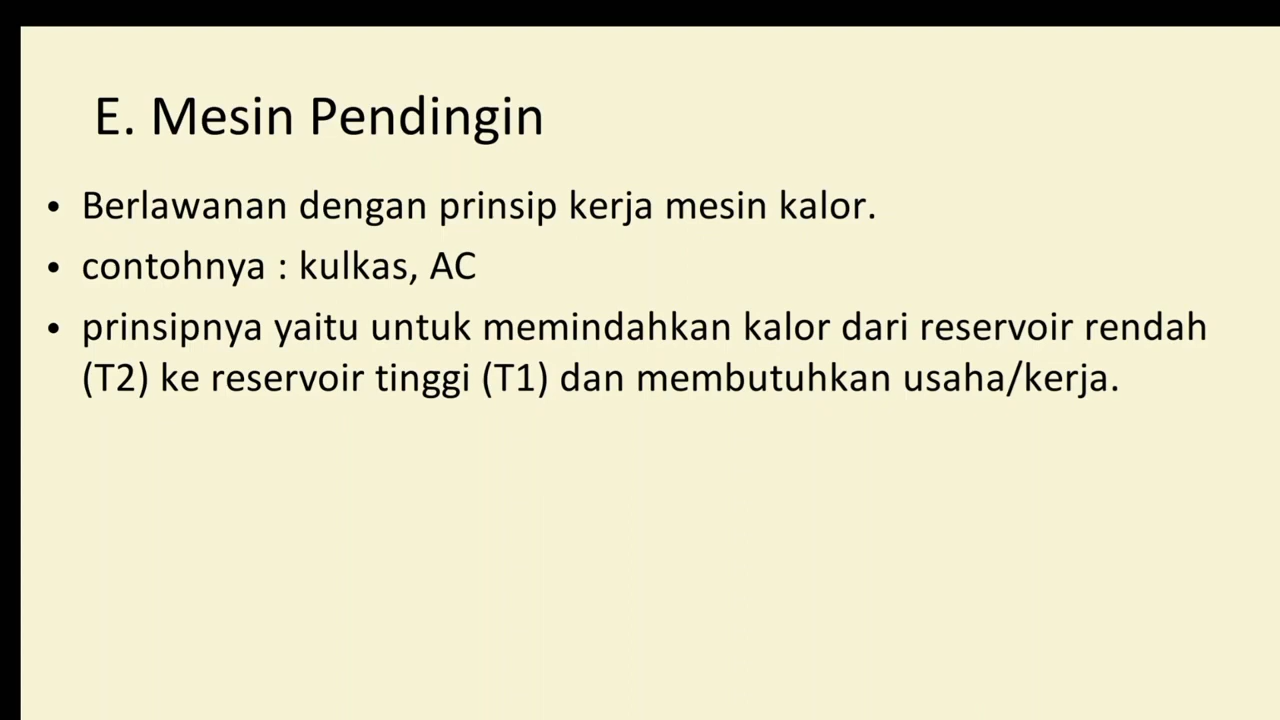 E. Mesin Pendingin
• Berlawanan dengan prinsip kerja mesin kalor.
• contohnya : kulkas, AC
• prinsipnya yaitu untuk memindahkan kalor dari reservoir rendah
(T2) ke reservoir tinggi (T1) dan membutuhkan usaha/kerja.